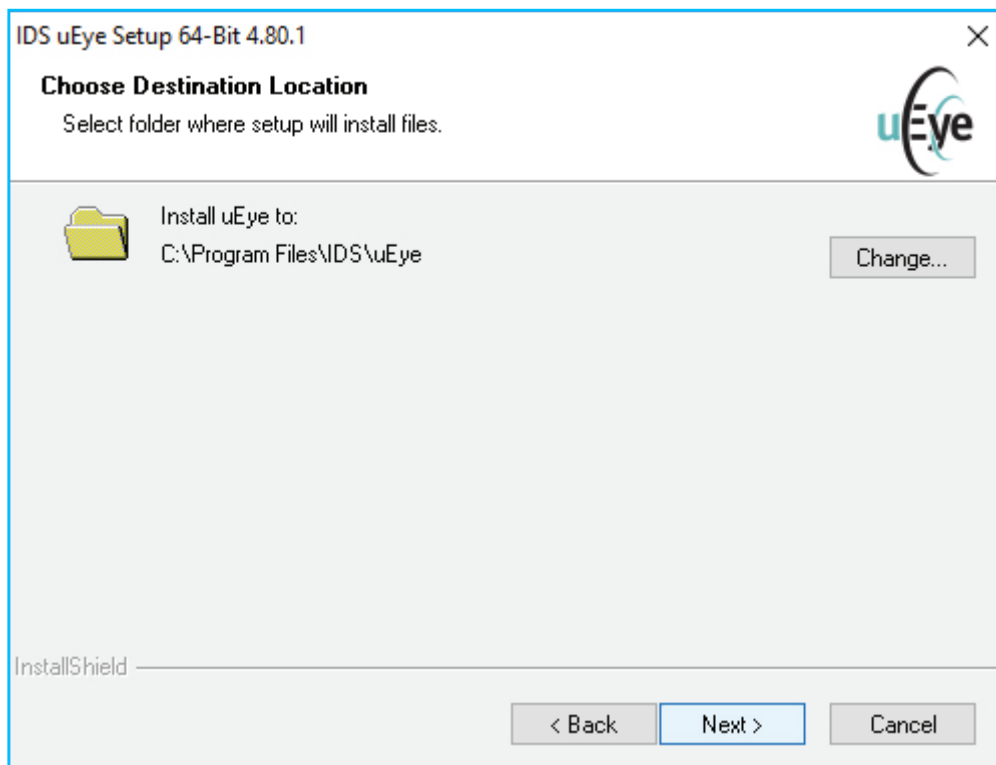 IDS uEye Setup 64-Bit 4.80.1
Choose Destination Location
Select folder where setup will install files.
uEye
Install uEye to:
C:\Program Files\IDS\uEye
Change...
InstallShield
< Back
Next >
Cancel